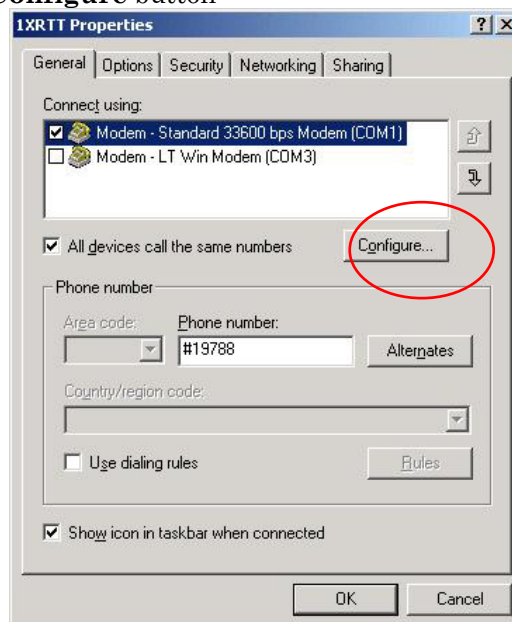 Configure button
1XRTT Properties
General Options Security Networking Sharing
Connect using:
Modem - Standard 33600 bps Modem (COM1)
Modem - LT Win Modem (COM3)
All devices call the same numbers Configure...
Phone number
Area code: Phone number:
#19788 Alternates
Country/region code:
Use dialing rules Rules
Show icon in taskbar when connected
OK Cancel